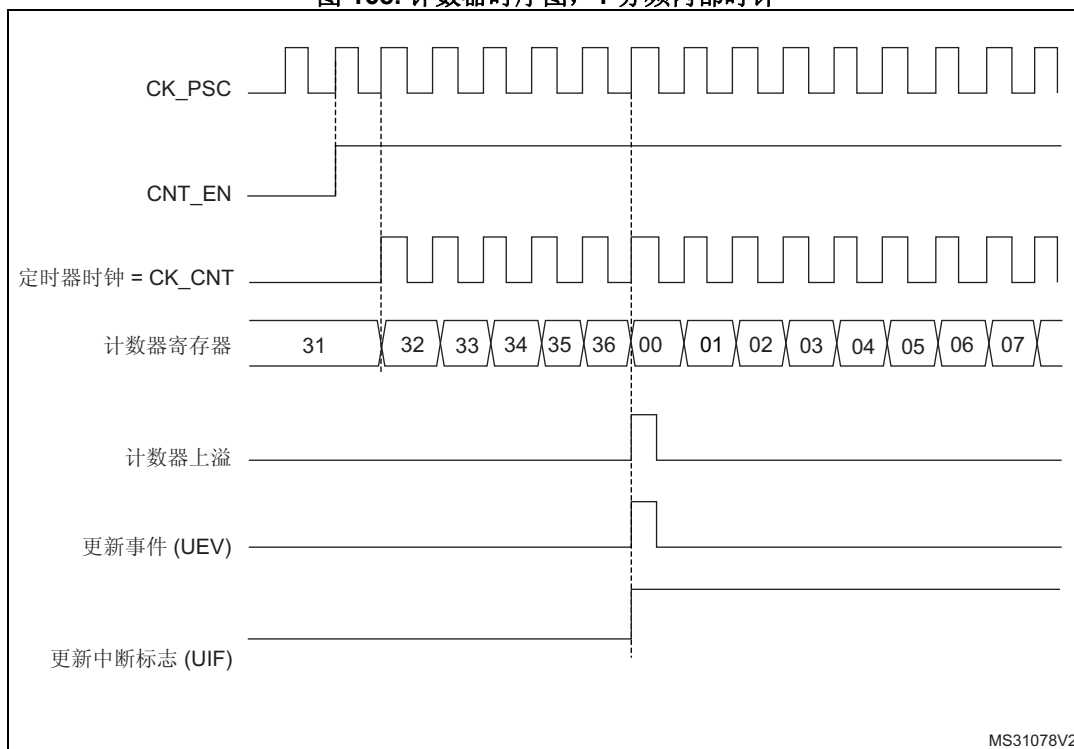 CK_PSC
CNT_EN
定时器时钟 = CK_CNT
计数器寄存器 31 32 33 34 35 36 00 01 02 03 04 05 06 07
计数器上溢
更新事件 (UEV)
更新中断标志 (UIF)
MS31078V2